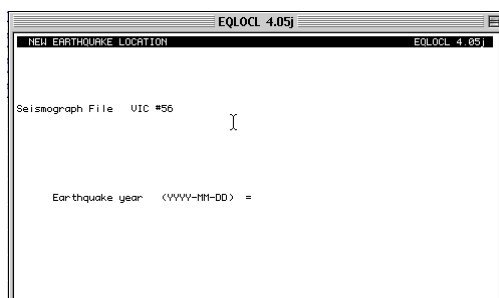 EQLOCL 4.05j
NEW EARTHQUAKE LOCATION EQLOCL 4.05j
Seismograph File VIC #56
Earthquake year (YYYY-MM-DD) =